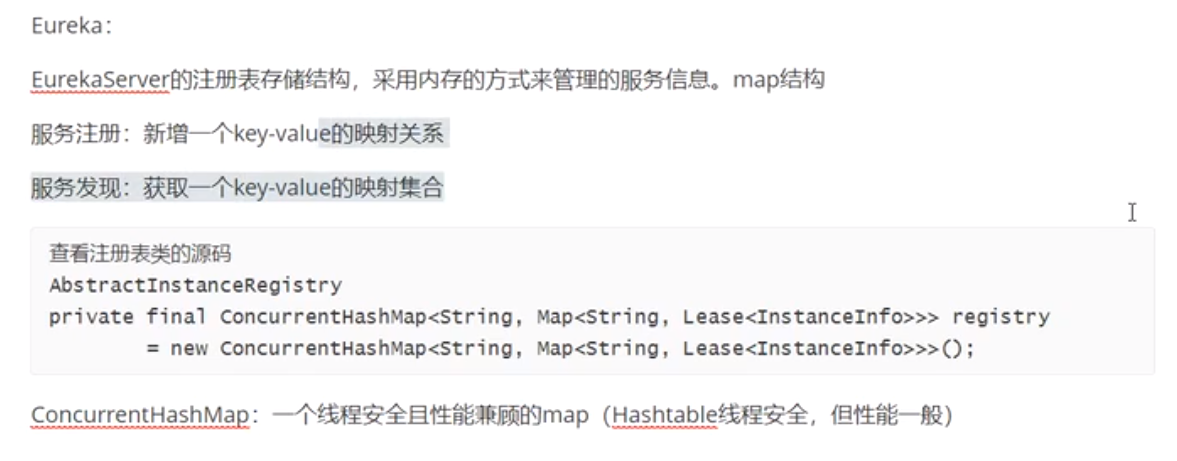 Eureka：
EurekaServer的注册表存储结构，采用内存的方式来管理的服务信息。map结构
服务注册：新增一个key-value的映射关系
服务发现：获取一个key-value的映射集合
查看注册表类的源码
AbstractInstanceRegistry
private final ConcurrentHashMap<String, Map<String, Lease<InstanceInfo>>> registry
= new ConcurrentHashMap<String, Map<String, Lease<InstanceInfo>>>();
ConcurrentHashMap：一个线程安全且性能兼顾的map（Hashtable线程安全，但性能一般）